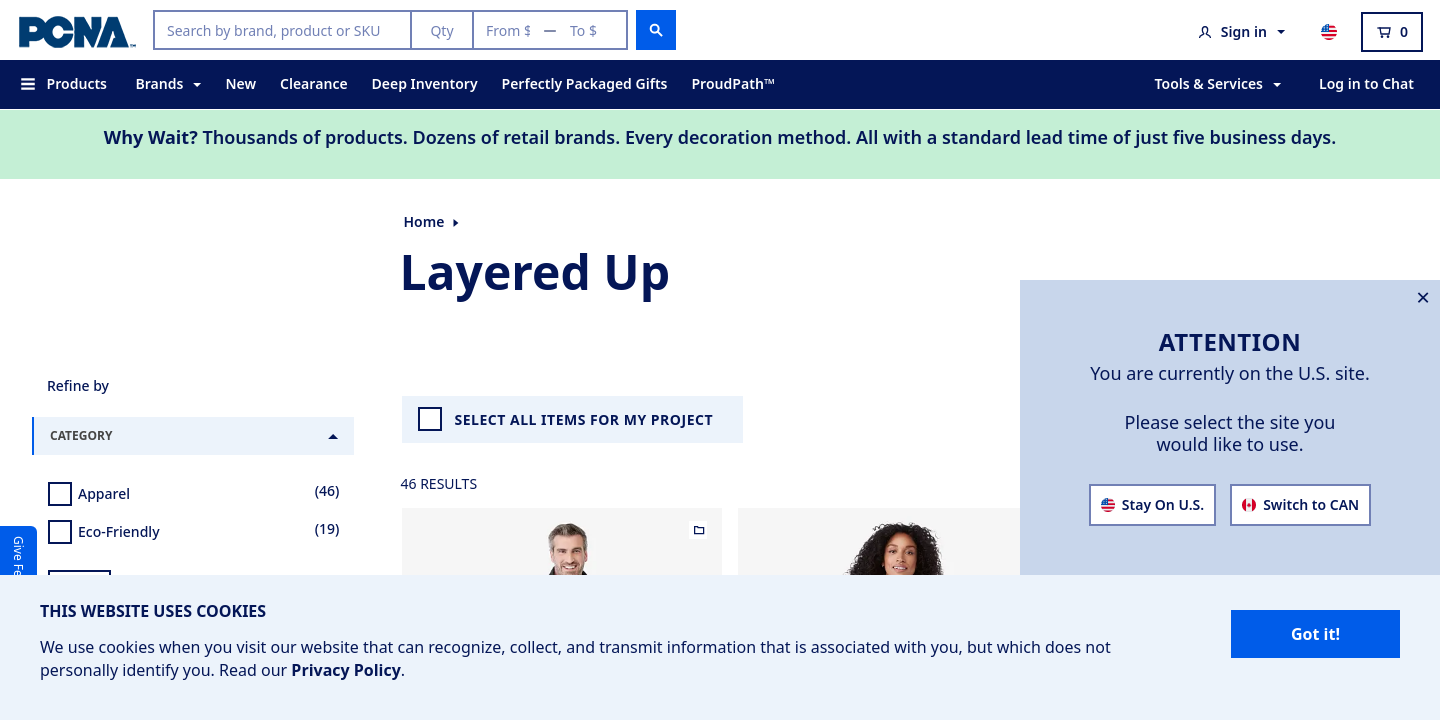 PCNA™
Search by brand, product or SKU
Qty
From $ — To $
Sign in
0
Products
Brands
New
Clearance
Deep Inventory
Perfectly Packaged Gifts
ProudPath™
Tools & Services
Log in to Chat
Why Wait? Thousands of products. Dozens of retail brands. Every decoration method. All with a standard lead time of just five business days.
Home
Layered Up
ATTENTION
You are currently on the U.S. site.
Please select the site you
would like to use.
Stay On U.S.
Switch to CAN
Refine by
CATEGORY
Apparel (46)
Eco-Friendly (19)
SELECT ALL ITEMS FOR MY PROJECT
46 RESULTS
Give
THIS WEBSITE USES COOKIES
We use cookies when you visit our website that can recognize, collect, and transmit information that is associated with you, but which does not
personally identify you. Read our Privacy Policy.
Got it!